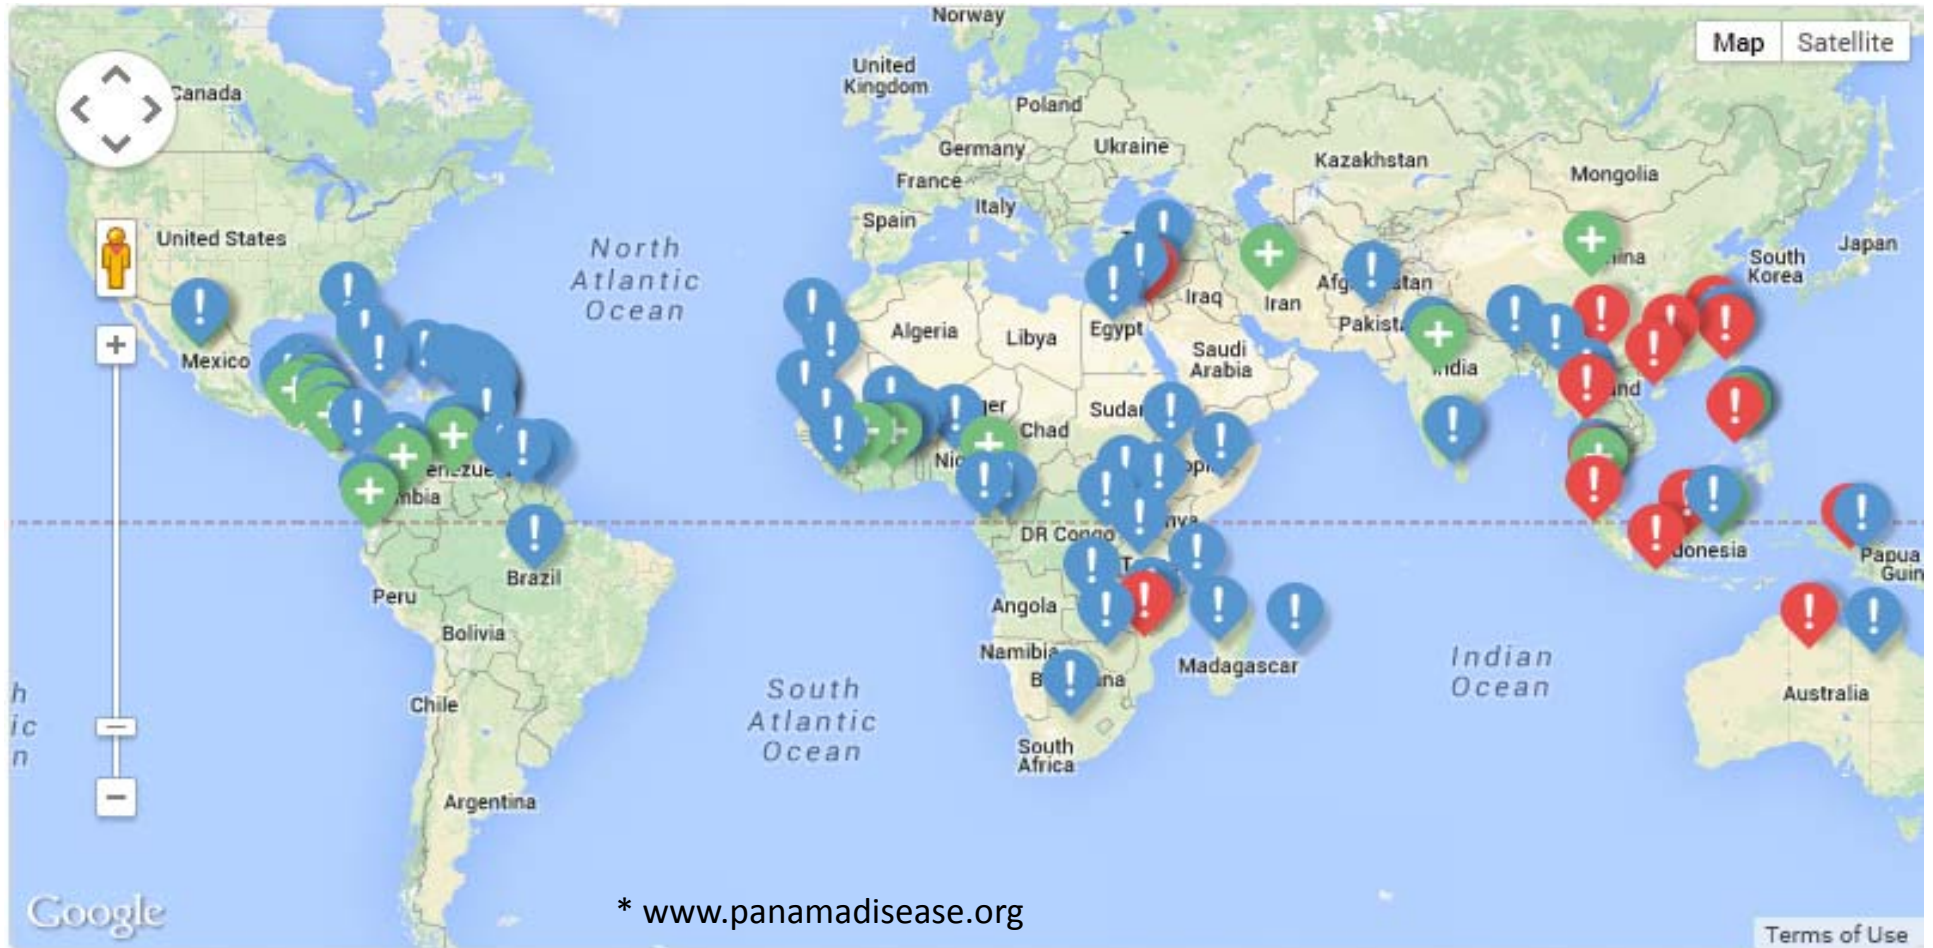 Norway
Map
Satellite
United
Kingdom
Canada
Poland
Germany
Ukraine
Kazakhstan
France
Mongolia
Italy
Spain
United States
North
Atlantic
Ocean
South
Korea
Japan
Iraq
Iran
Algeria
Libya
Egypt
Saudi
Arabia
Mexico
Chad
DR Congo
Brazil
Peru
Angola
Bolivia
Namibia
Madagascar
Indian
Ocean
Papua
Australia
Chile
South
Atlantic
Ocean
South
Africa
Argentina
h
ic
n
Google
* www.panamadisease.org
Terms of Use